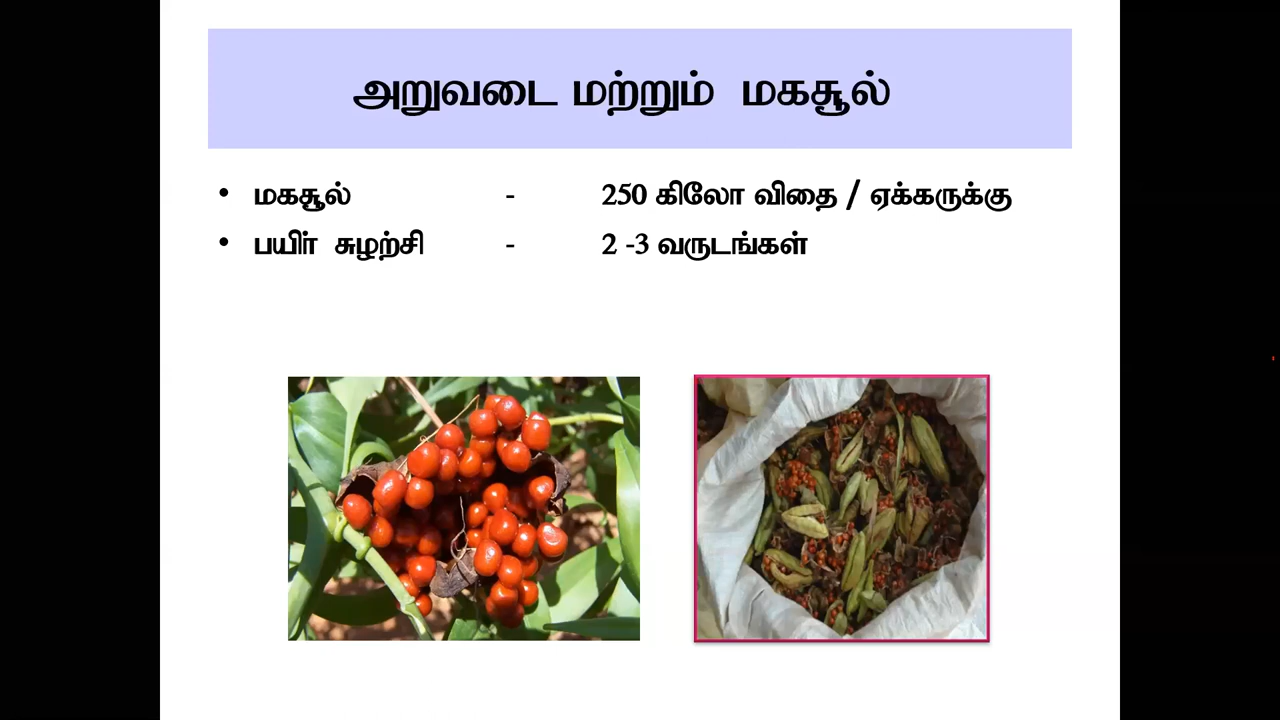 அறுவடை மற்றும் மகசூல்
• மகசூல் - 250 கிலோ விதை / ஏக்கருக்கு
• பயிர் சுழற்சி - 2 -3 வருடங்கள்